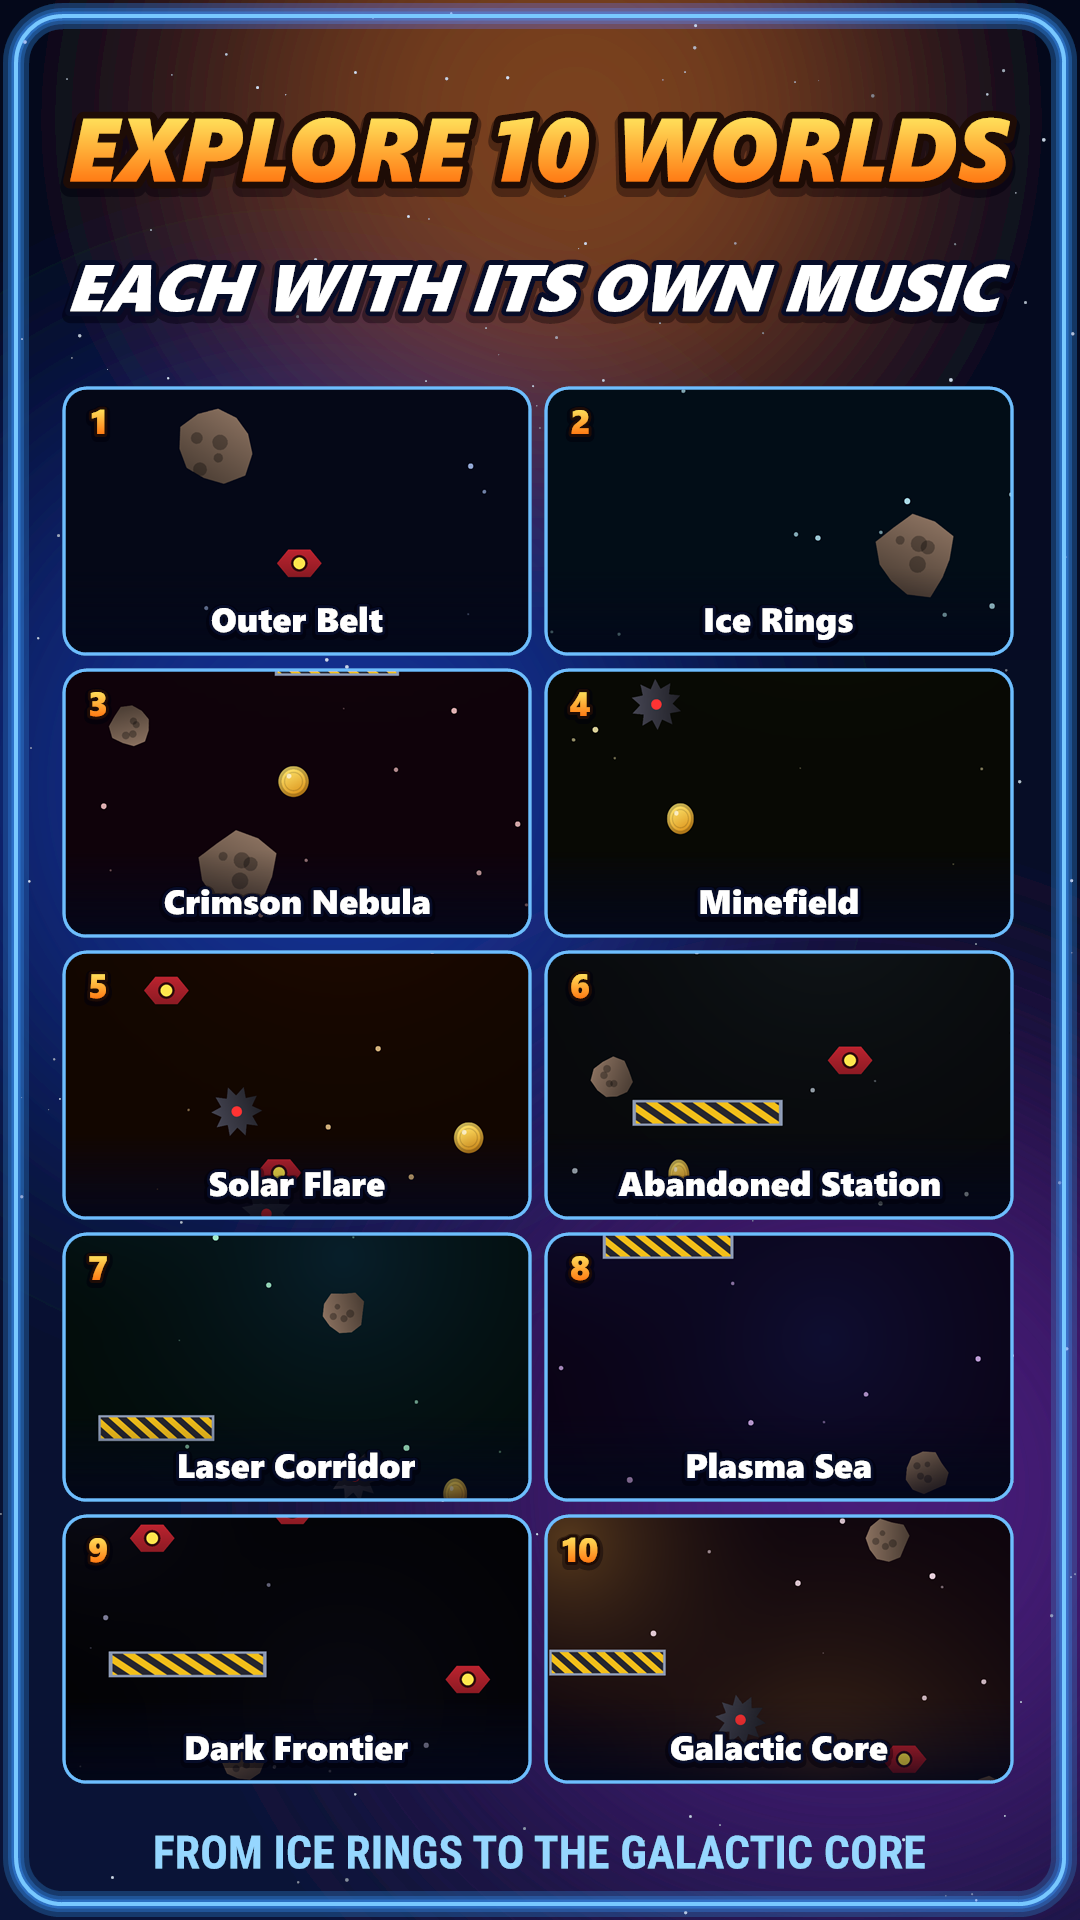 EXPLORE 10 WORLDS
EACH WITH ITS OWN MUSIC
1
Outer Belt
2
Ice Rings
3
Crimson Nebula
4
Minefield
5
Solar Flare
6
Abandoned Station
7
Laser Corridor
8
Plasma Sea
9
Dark Frontier
10
Galactic Core
FROM ICE RINGS TO THE GALACTIC CORE